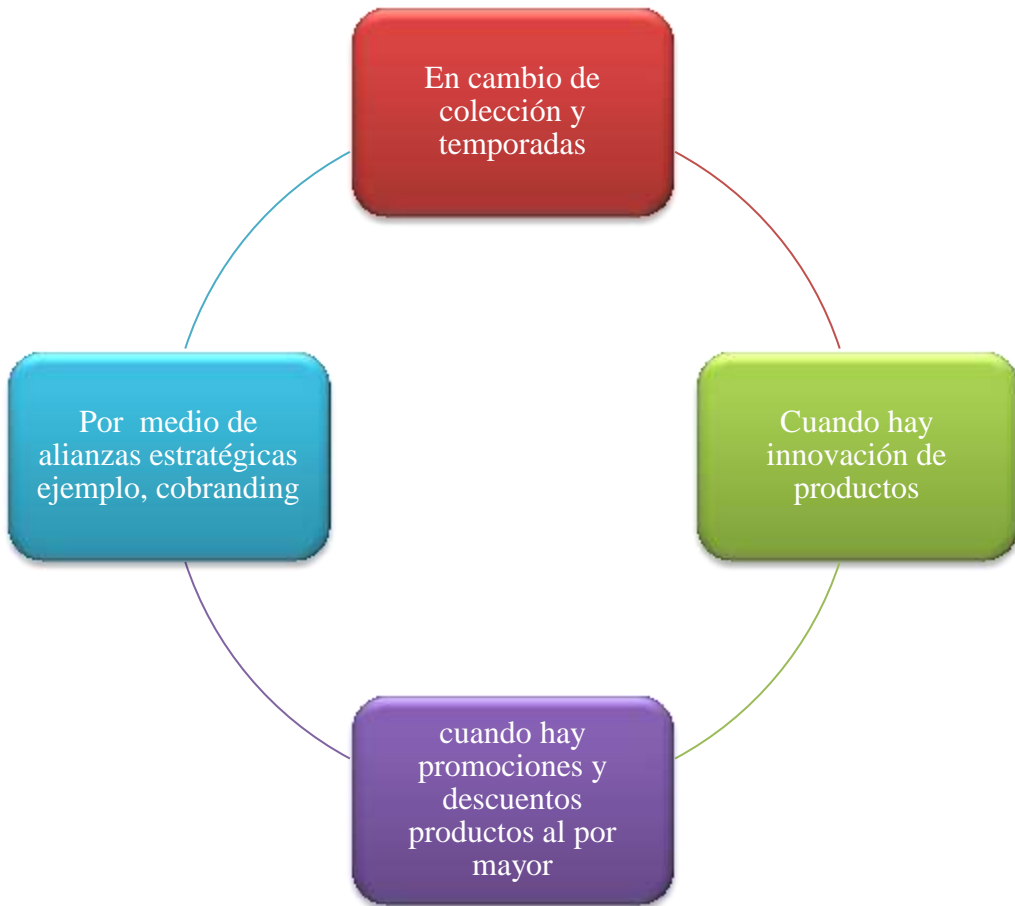 En cambio de
colección y
temporadas
Cuando hay
innovación de
productos
cuando hay
promociones y
descuentos
productos al por
mayor
Por  medio de
alianzas estratégicas
ejemplo, cobranding